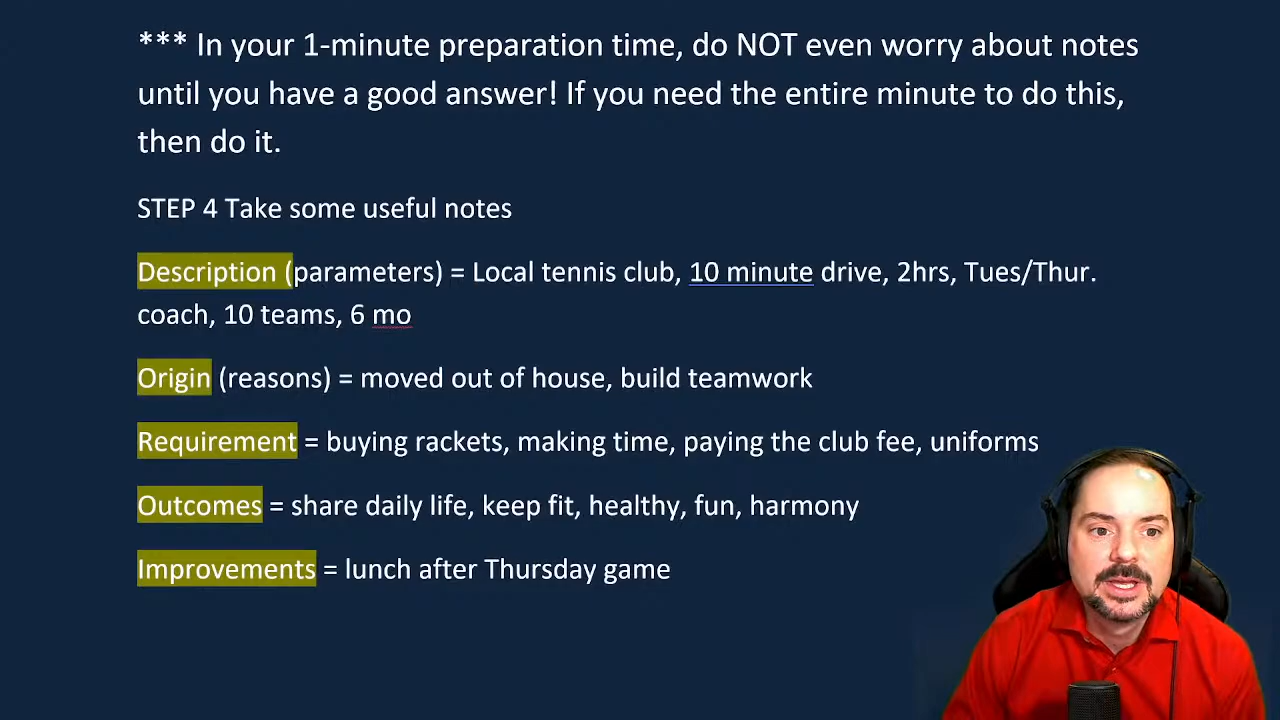 *** In your 1-minute preparation time, do NOT even worry about notes
until you have a good answer! If you need the entire minute to do this,
then do it.
STEP 4 Take some useful notes
Description (parameters) = Local tennis club, 10 minute drive, 2hrs, Tues/Thur.
coach, 10 teams, 6 mo
Origin (reasons) = moved out of house, build teamwork
Requirement = buying rackets, making time, paying the club fee, uniforms
Outcomes = share daily life, keep fit, healthy, fun, harmony
Improvements = lunch after Thursday game